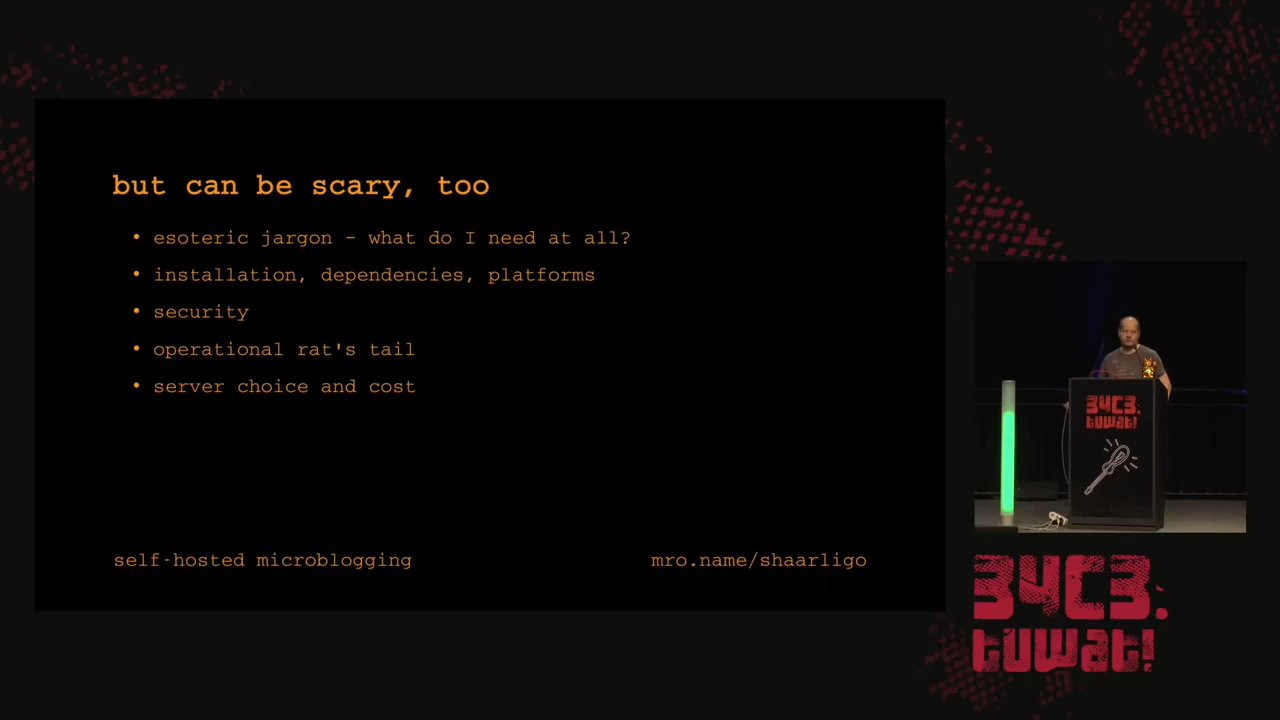 but can be scary, too
• esoteric jargon – what do I need at all?
• installation, dependencies, platforms
• security
• operational rat's tail
• server choice and cost
self-hosted microblogging
mro.name/shaarligo
34C3.
tuwat!
34C3.
tuwat!